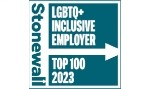 Stonewall
LGBTQ+
INCLUSIVE
EMPLOYER
TOP 100
2023